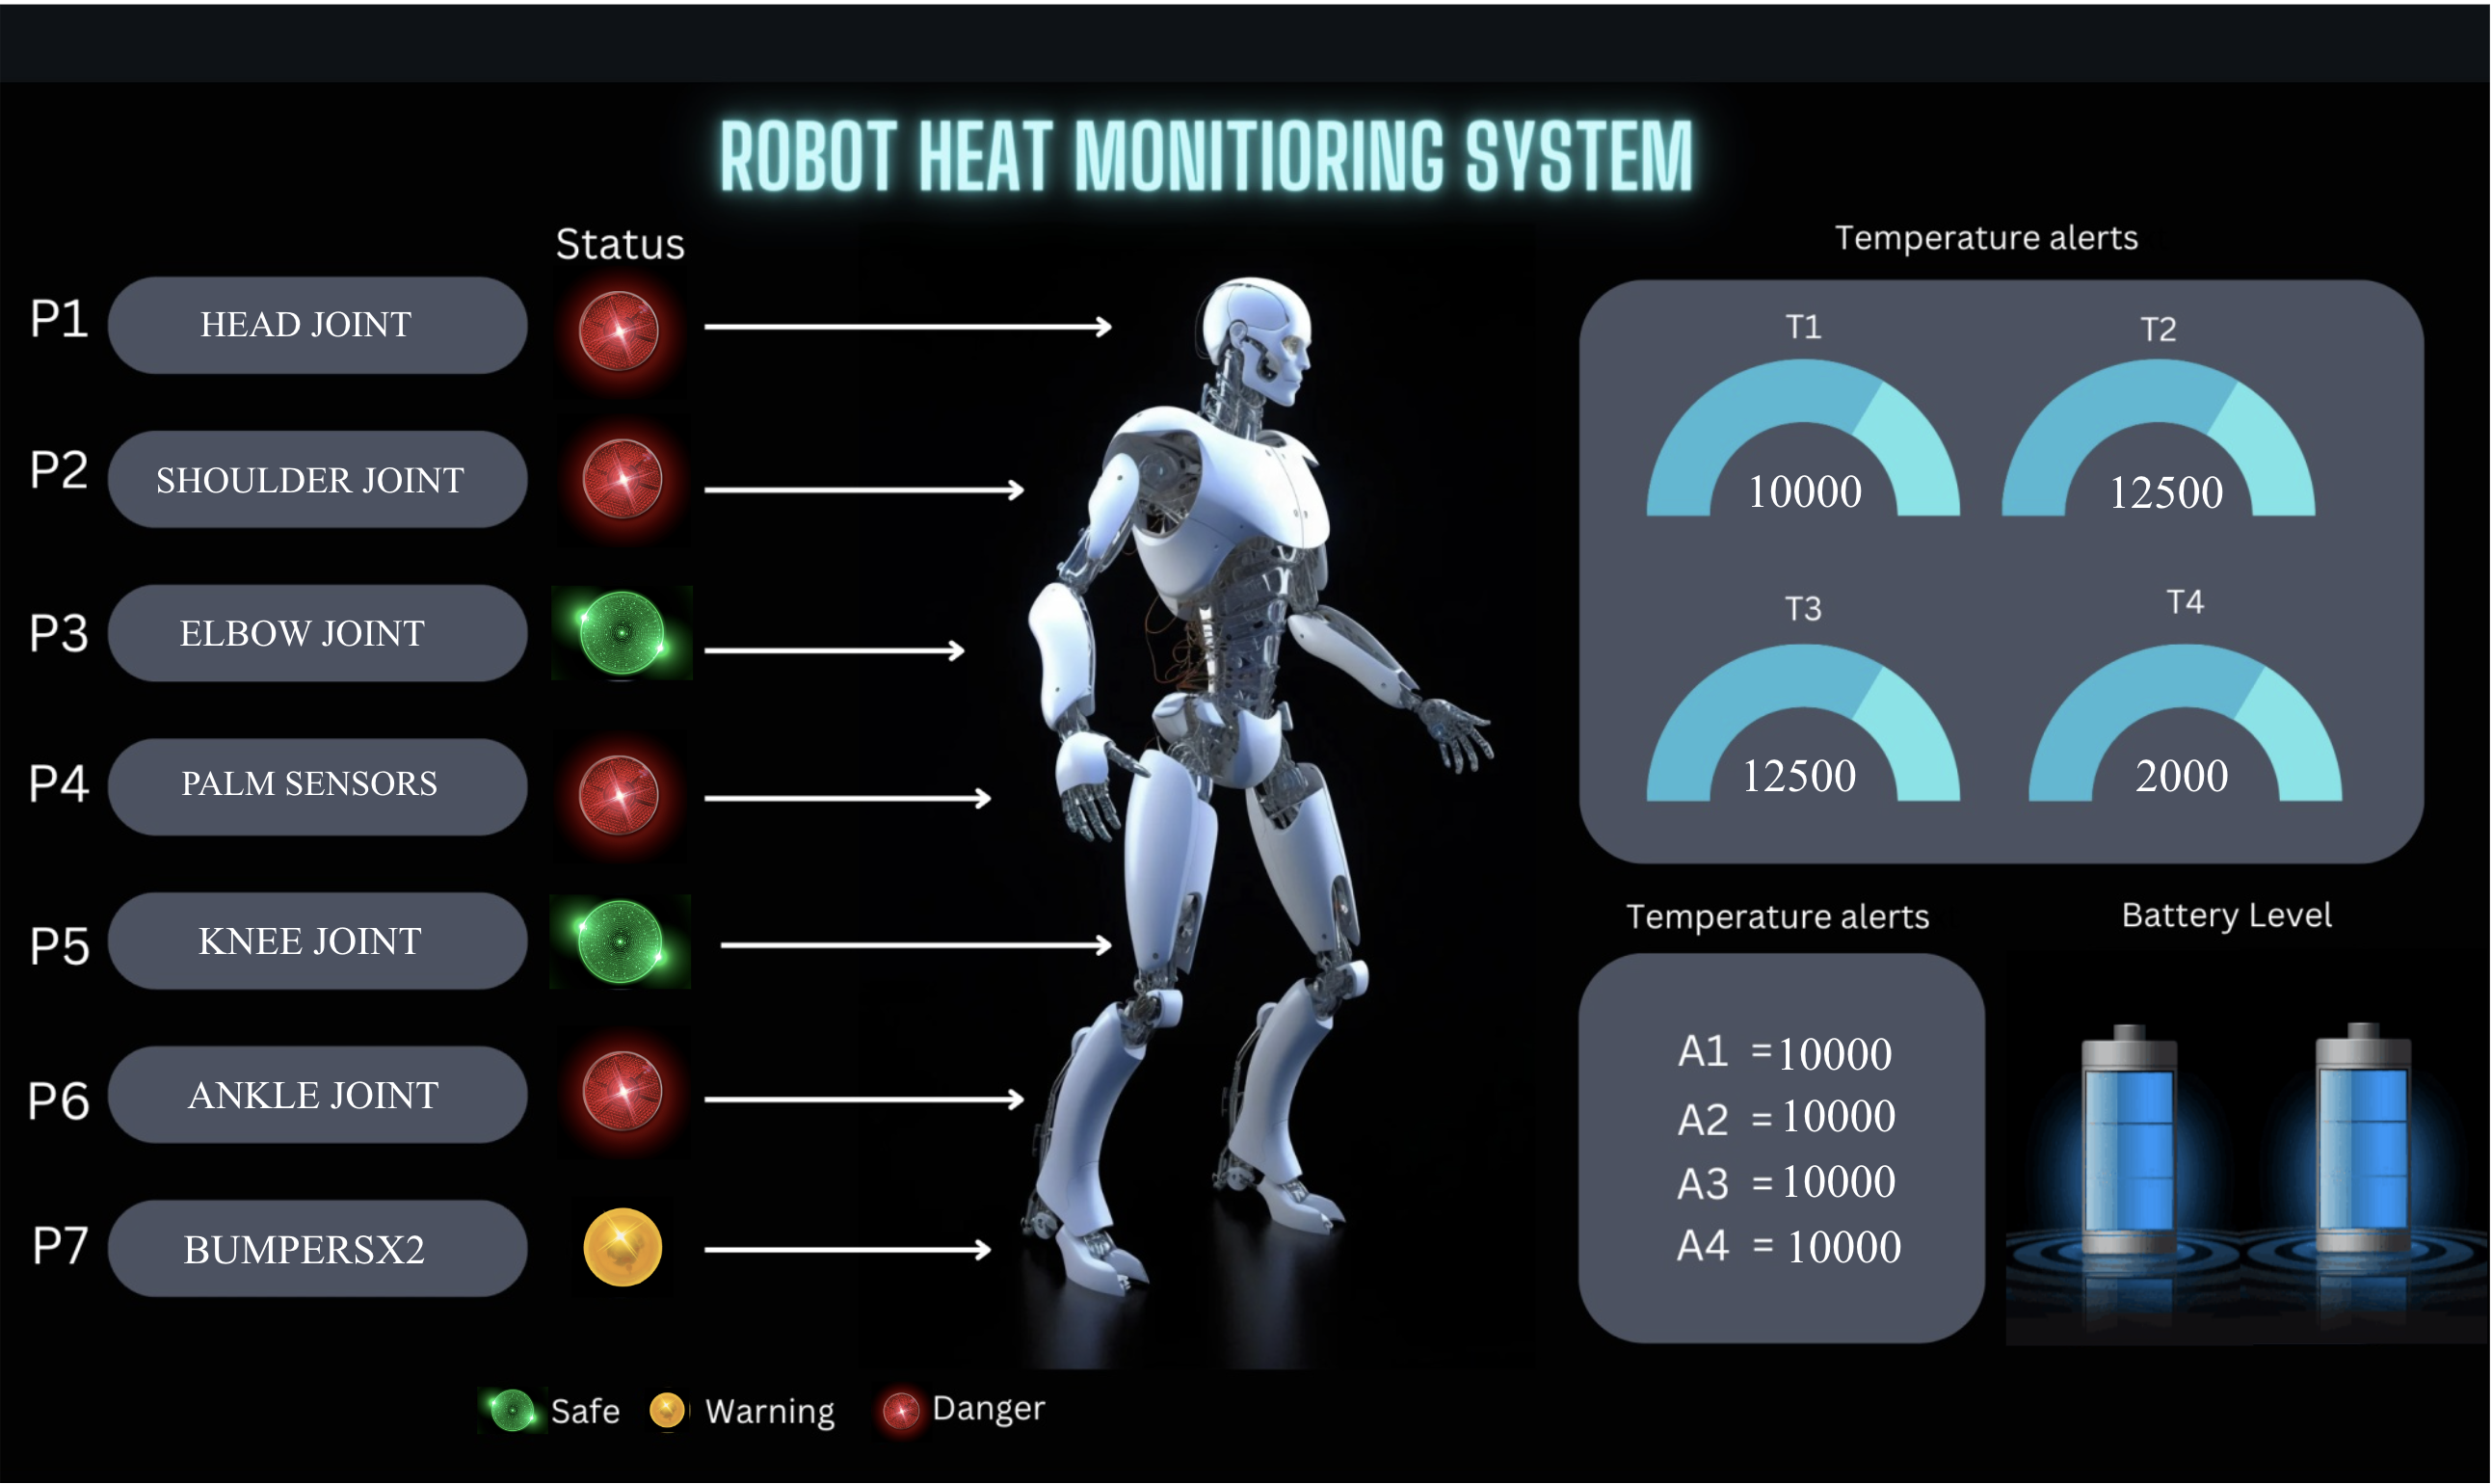 ROBOT HEAT MONITIORING SYSTEM
Status
P1 HEAD JOINT
P2 SHOULDER JOINT
P3 ELBOW JOINT
P4 PALM SENSORS
P5 KNEE JOINT
P6 ANKLE JOINT
P7 BUMPERSX2
Safe Warning Danger
Temperature alerts
T1 T2
10000 12500
T3 T4
12500 2000
Temperature alerts
A1 =10000
A2 =10000
A3 =10000
A4 = 10000
Battery Level